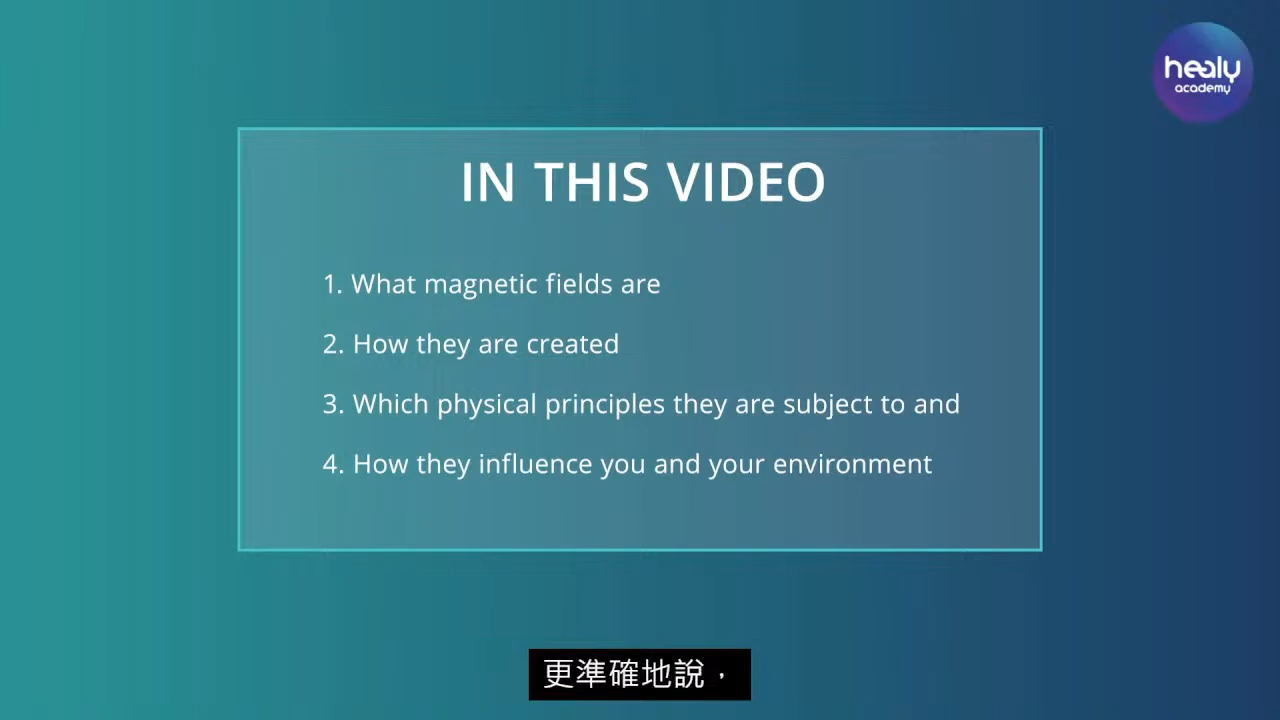 healy
academy
IN THIS VIDEO
1. What magnetic fields are
2. How they are created
3. Which physical principles they are subject to and
4. How they influence you and your environment
更準確地說，